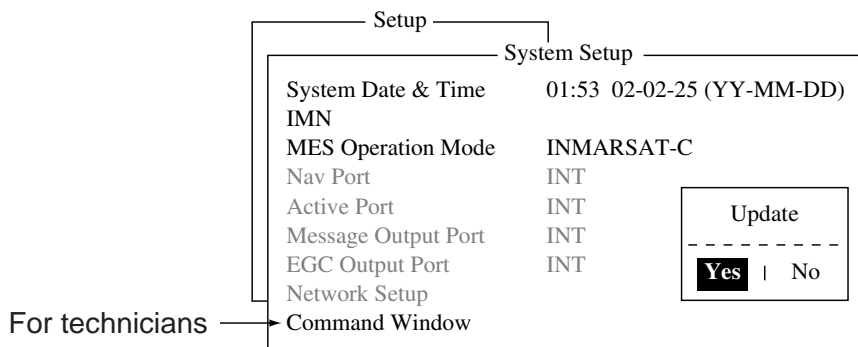 Setup
System Setup
System Date & Time 01:53 02-02-25 (YY-MM-DD)
IMN
MES Operation Mode INMARSAT-C
Nav Port INT
Active Port INT
Message Output Port INT
EGC Output Port INT
Network Setup
Command Window
Update
Yes | No
For technicians